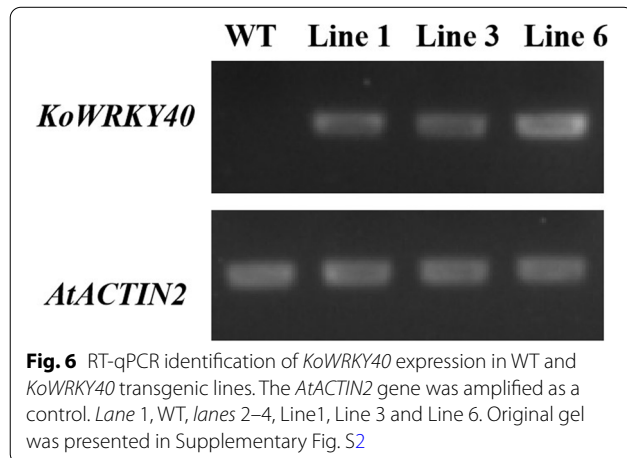 WT Line 1 Line 3 Line 6
KoWRKY40
AtACTIN2
Fig. 6 RT-qPCR identification of KoWRKY40 expression in WT and
KoWRKY40 transgenic lines. The AtACTIN2 gene was amplified as a
control. Lane 1, WT, lanes 2–4, Line1, Line 3 and Line 6. Original gel
was presented in Supplementary Fig. S2